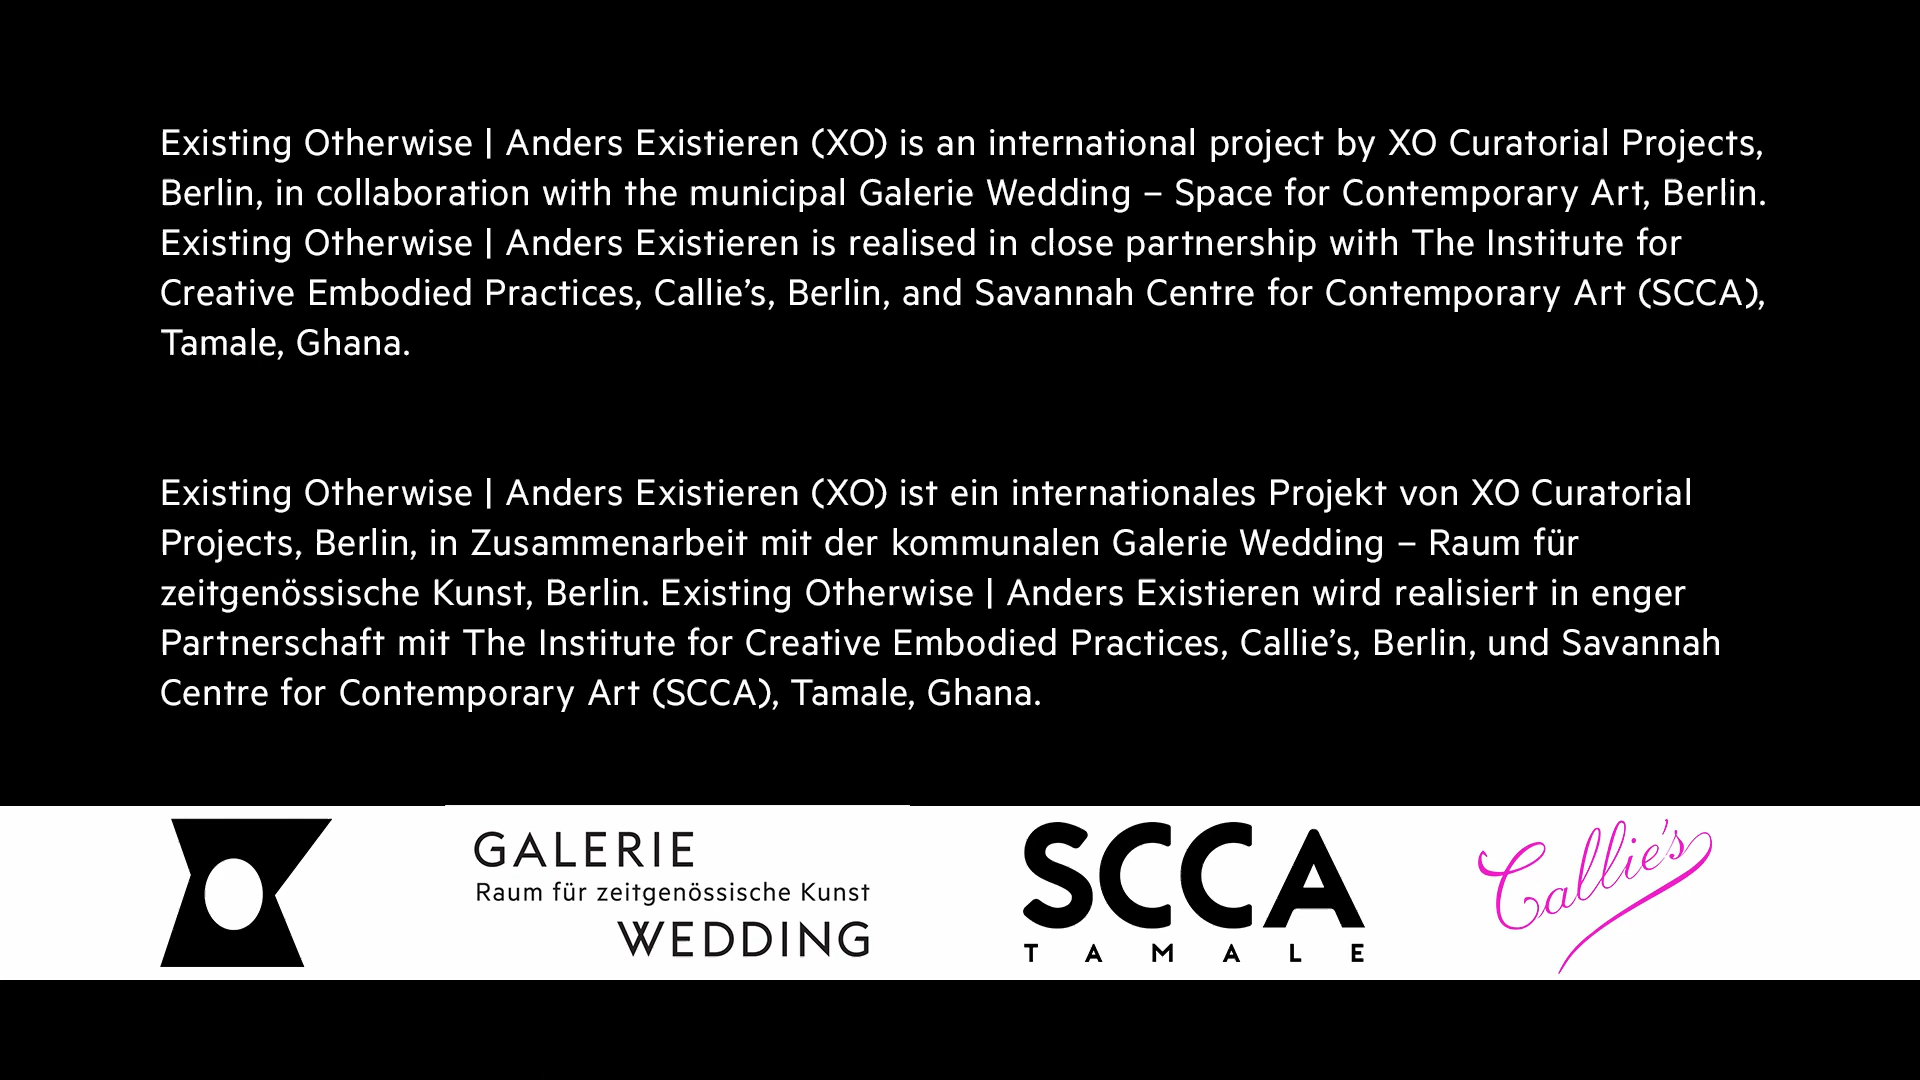 Existing Otherwise | Anders Existieren (XO) is an international project by XO Curatorial Projects,
Berlin, in collaboration with the municipal Galerie Wedding – Space for Contemporary Art, Berlin.
Existing Otherwise | Anders Existieren is realised in close partnership with The Institute for
Creative Embodied Practices, Callie’s, Berlin, and Savannah Centre for Contemporary Art (SCCA),
Tamale, Ghana.
Existing Otherwise | Anders Existieren (XO) ist ein internationales Projekt von XO Curatorial
Projects, Berlin, in Zusammenarbeit mit der kommunalen Galerie Wedding – Raum für
zeitgenössische Kunst, Berlin. Existing Otherwise | Anders Existieren wird realisiert in enger
Partnerschaft mit The Institute for Creative Embodied Practices, Callie’s, Berlin, und Savannah
Centre for Contemporary Art (SCCA), Tamale, Ghana.
GALERIE
Raum für zeitgenössische Kunst
WEDDING
SCCA
TAMALE
Callie’s